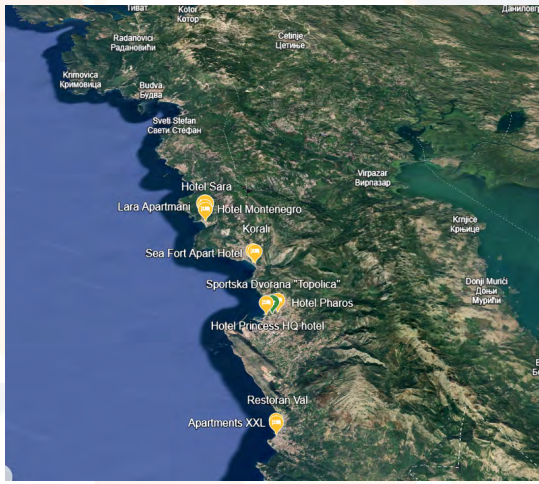 Тиват
Kotor
Котор
Radanovici
Радановићи
Cetinje
Цетиње
Krimovica
Кримовица
Budva
Будва
Sveti Stefan
Свети Стефан
Virpazar
Вирпазар
Hotel Sara
Lara Apartmani
Hotel Montenegro
Krnjice
Крњице
Korali
Sea Fort Apart Hotel
Sportska Dvorana "Topolica"
Hotel Pharos
Donji Murići
Доњи
Мурићи
Hotel Princess HQ hotel
Restoran Val
Apartments XXL